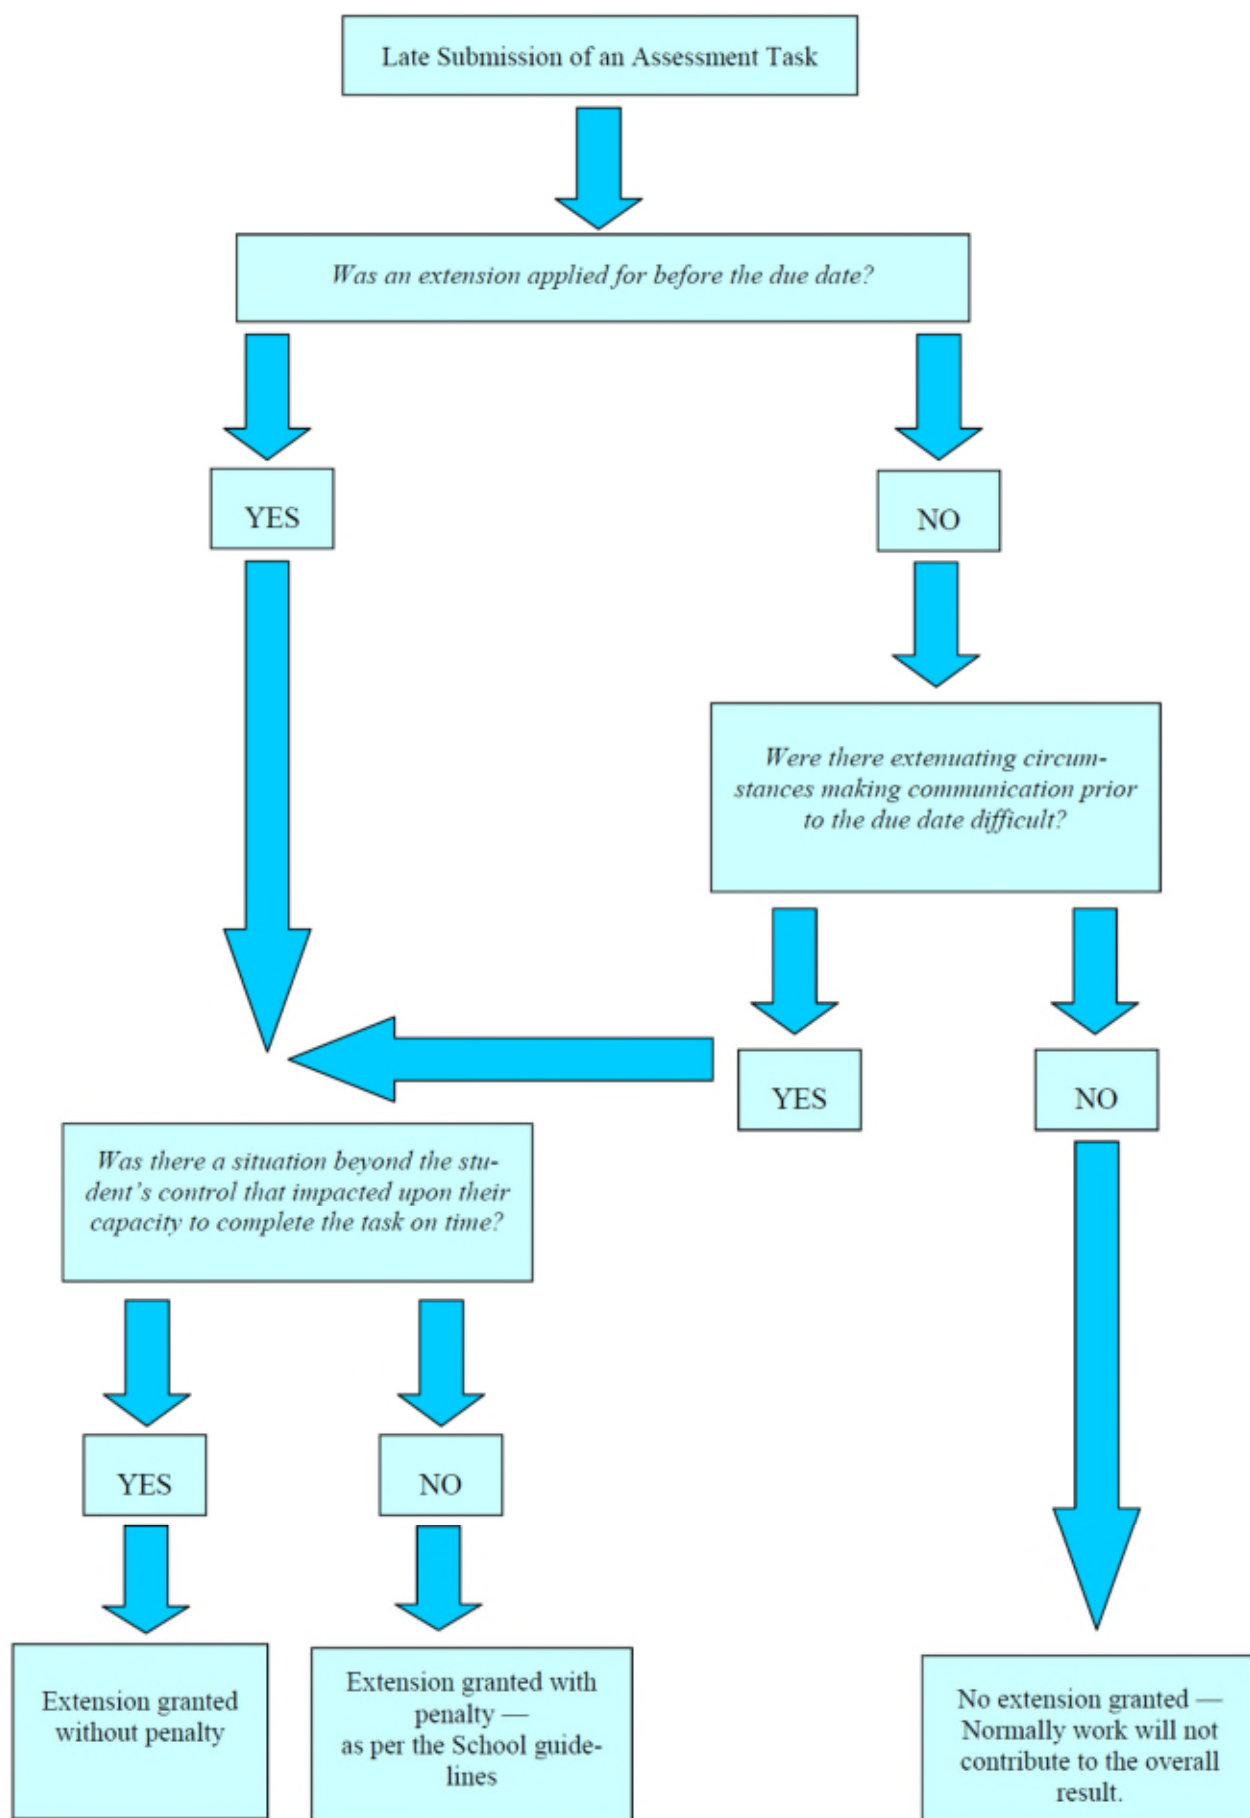 Late Submission of an Assessment Task
Was an extension applied for before the due date?
YES
NO
Were there extenuating circum-
stances making communication prior
to the due date difficult?
YES
NO
Was there a situation beyond the stu-
dent’s control that impacted upon their
capacity to complete the task on time?
YES
NO
Extension granted
without penalty
Extension granted with
penalty —
as per the School guide-
lines
No extension granted —
Normally work will not
contribute to the overall
result.